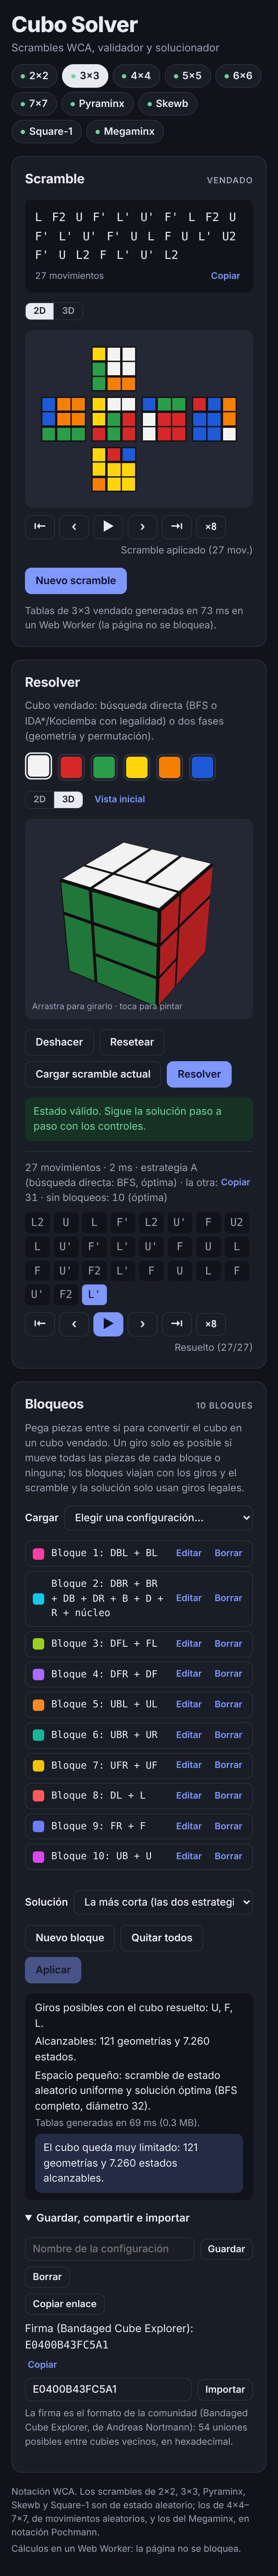 Cubo Solver
Scrambles WCA, validador y solucionador
2×2
3×3
4×4
5×5
6×6
7×7
Pyraminx
Skewb
Square-1
Megaminx
Scramble
VENDADO
L F2 U F' L' U' F' L F2 U
F' L' U' F' U L F U L' U2
F' U L2 F L' U' L2
27 movimientos
Copiar
2D
3D
×8
Scramble aplicado (27 mov.)
Nuevo scramble
Tablas de 3×3 vendado generadas en 73 ms en
un Web Worker (la página no se bloquea).
Resolver
Cubo vendado: búsqueda directa (BFS o
IDA*/Kociemba con legalidad) o dos fases
(geometría y permutación).
2D
3D
Vista inicial
Arrastra para girarlo · toca para pintar
Deshacer
Resetear
Cargar scramble actual
Resolver
Estado válido. Sigue la solución paso a
paso con los controles.
27 movimientos · 2 ms · estrategia A
(búsqueda directa: BFS, óptima) · la otra:
Copiar
31 · sin bloqueos: 10 (óptima)
L2 U L F' L2 U' F U2
L U' F' L' U' F U L
F U' F2 L' F U L F
U' F2 L'
×8
Resuelto (27/27)
Bloqueos
10 BLOQUES
Pega piezas entre sí para convertir el cubo
en un cubo vendado. Un giro solo es posible si
mueve todas las piezas de cada bloque o
ninguna; los bloques viajan con los giros y el
scramble y la solución solo usan giros legales.
Cargar
Elegir una configuración...
Bloque 1: DBL + BL
Editar
Borrar
Bloque 2: DBR + BR
+ DB + DR + B + D +
R + núcleo
Editar
Borrar
Bloque 3: DFL + FL
Editar
Borrar
Bloque 4: DFR + DF
Editar
Borrar
Bloque 5: UBL + UL
Editar
Borrar
Bloque 6: UBR + UR
Editar
Borrar
Bloque 7: UFR + UF
Editar
Borrar
Bloque 8: DL + L
Editar
Borrar
Bloque 9: FR + F
Editar
Borrar
Bloque 10: UB + U
Editar
Borrar
Solución
La más corta (las dos estrategi
Nuevo bloque
Quitar todos
Aplicar
Giros posibles con el cubo resuelto: U, F,
L.
Alcanzables: 121 geometrías y 7.260
estados.
Espacio pequeño: scramble de estado
aleatorio uniforme y solución óptima (BFS
completo, diámetro 32).
Tablas generadas en 69 ms (0.3 MB).
El cubo queda muy limitado: 121
geometrías y 7.260 estados
alcanzables.
Guardar, compartir e importar
Nombre de la configuración
Guardar
Borrar
Copiar enlace
Firma (Bandaged Cube Explorer):
E0400B43FC5A1
Copiar
E0400B43FC5A1
Importar
La firma es el formato de la comunidad (Bandaged
Cube Explorer, de Andreas Nortmann): 54 uniones
posibles entre cubies vecinos, en hexadecimal.
Notación WCA. Los scrambles de 2×2, 3×3, Pyraminx,
Skewb y Square-1 son de estado aleatorio; los de 4×4–
7×7, de movimientos aleatorios, y los del Megaminx, en
notación Pochmann.
Cálculos en un Web Worker: la página no se bloquea.